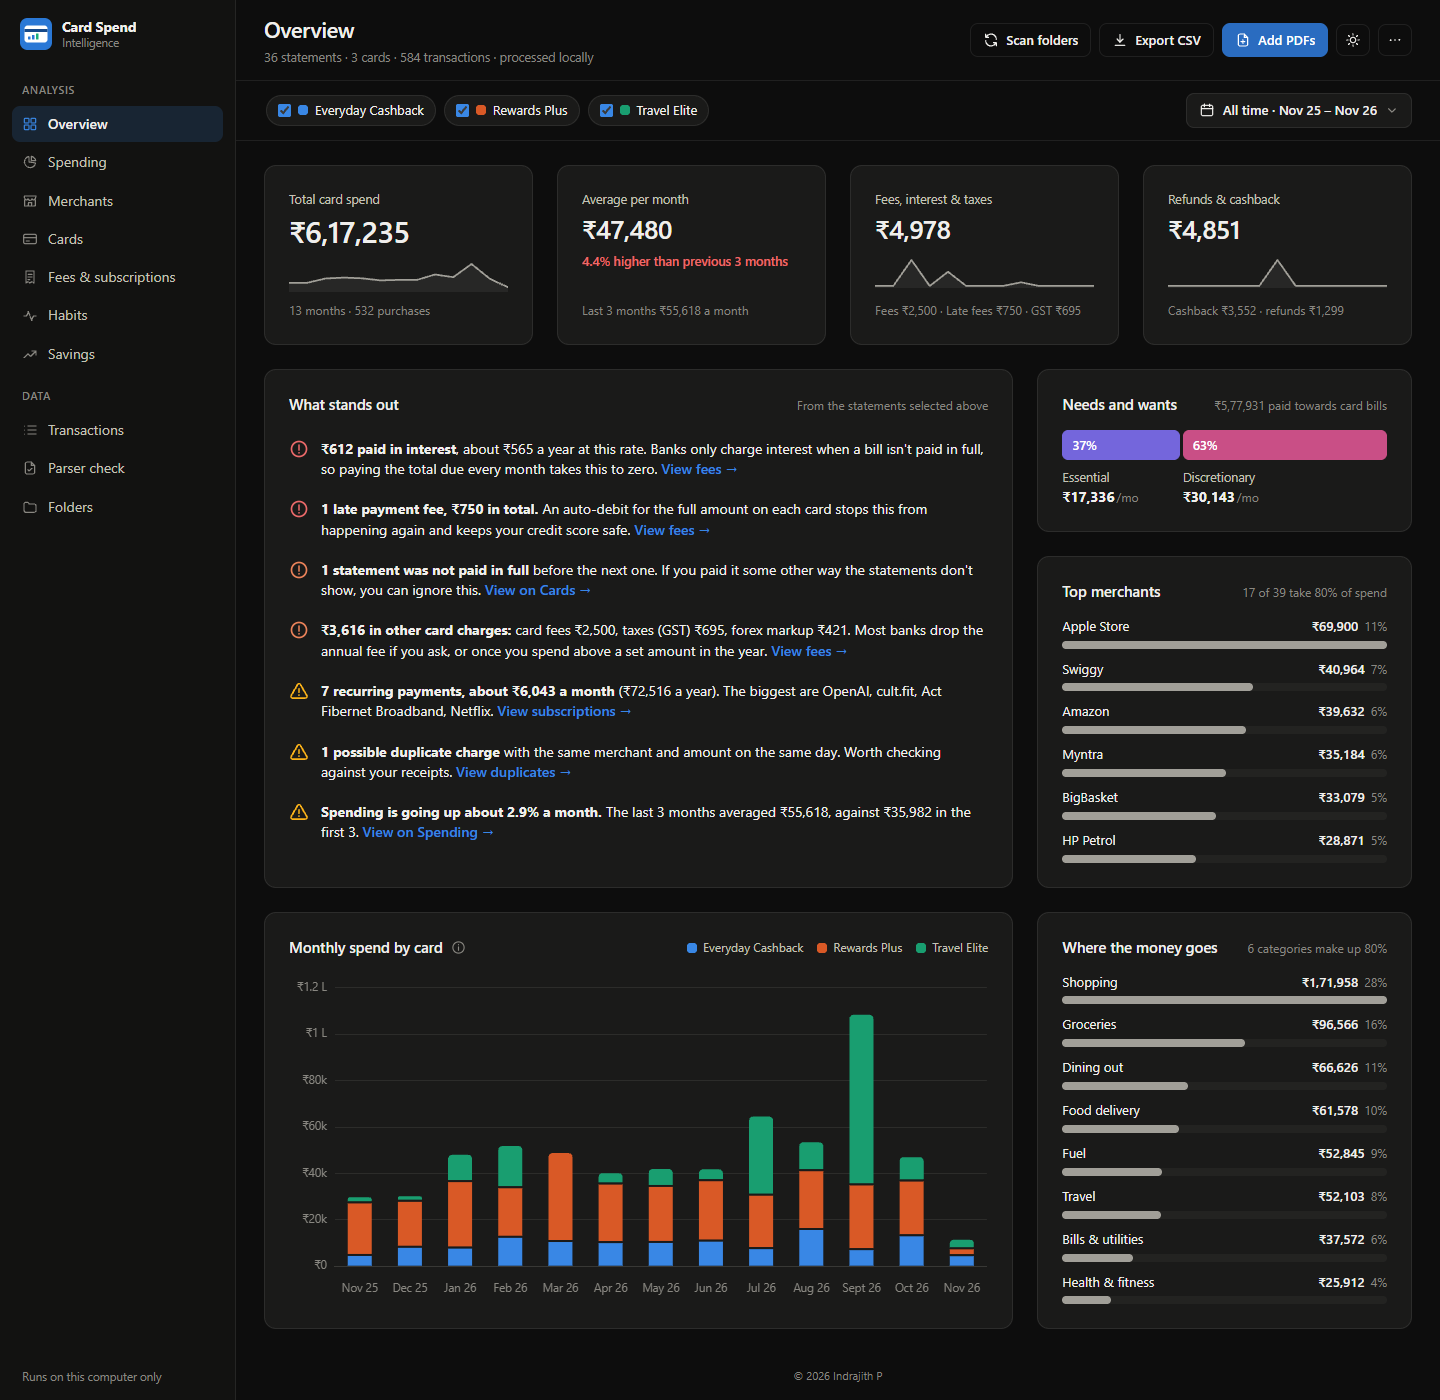 Card Spend
Intelligence
ANALYSIS
Overview
Spending
Merchants
Cards
Fees & subscriptions
Habits
Savings
DATA
Transactions
Parser check
Folders
Runs on this computer only
Overview
36 statements · 3 cards · 584 transactions · processed locally
Scan folders
Export CSV
Add PDFs
Everyday Cashback
Rewards Plus
Travel Elite
All time · Nov 25 – Nov 26
Total card spend
₹6,17,235
13 months · 532 purchases
Average per month
₹47,480
4.4% higher than previous 3 months
Last 3 months ₹55,618 a month
Fees, interest & taxes
₹4,978
Fees ₹2,500 · Late fees ₹750 · GST ₹695
Refunds & cashback
₹4,851
Cashback ₹3,552 · refunds ₹1,299
What stands out
From the statements selected above
₹612 paid in interest, about ₹565 a year at this rate. Banks only charge interest when a bill isn't paid in full,
so paying the total due every month takes this to zero. View fees →
1 late payment fee, ₹750 in total. An auto-debit for the full amount on each card stops this from
happening again and keeps your credit score safe. View fees →
1 statement was not paid in full before the next one. If you paid it some other way the statements don't
show, you can ignore this. View on Cards →
₹3,616 in other card charges: card fees ₹2,500, taxes (GST) ₹695, forex markup ₹421. Most banks drop the
annual fee if you ask, or once you spend above a set amount in the year. View fees →
7 recurring payments, about ₹6,043 a month (₹72,516 a year). The biggest are OpenAI, cult.fit, Act
Fibernet Broadband, Netflix. View subscriptions →
1 possible duplicate charge with the same merchant and amount on the same day. Worth checking
against your receipts. View duplicates →
Spending is going up about 2.9% a month. The last 3 months averaged ₹55,618, against ₹35,982 in the
first 3. View on Spending →
Needs and wants
₹5,77,931 paid towards card bills
37%
63%
Essential
₹17,336/mo
Discretionary
₹30,143/mo
Top merchants
17 of 39 take 80% of spend
Apple Store ₹69,900 11%
Swiggy ₹40,964 7%
Amazon ₹39,632 6%
Myntra ₹35,184 6%
BigBasket ₹33,079 5%
HP Petrol ₹28,871 5%
Monthly spend by card
Everyday Cashback
Rewards Plus
Travel Elite
₹1.2 L
₹1 L
₹80k
₹60k
₹40k
₹20k
₹0
Nov 25 Dec 25 Jan 26 Feb 26 Mar 26 Apr 26 May 26 Jun 26 Jul 26 Aug 26 Sept 26 Oct 26 Nov 26
Where the money goes
6 categories make up 80%
Shopping ₹1,71,958 28%
Groceries ₹96,566 16%
Dining out ₹66,626 11%
Food delivery ₹61,578 10%
Fuel ₹52,845 9%
Travel ₹52,103 8%
Bills & utilities ₹37,572 6%
Health & fitness ₹25,912 4%
© 2026 Indrajith P